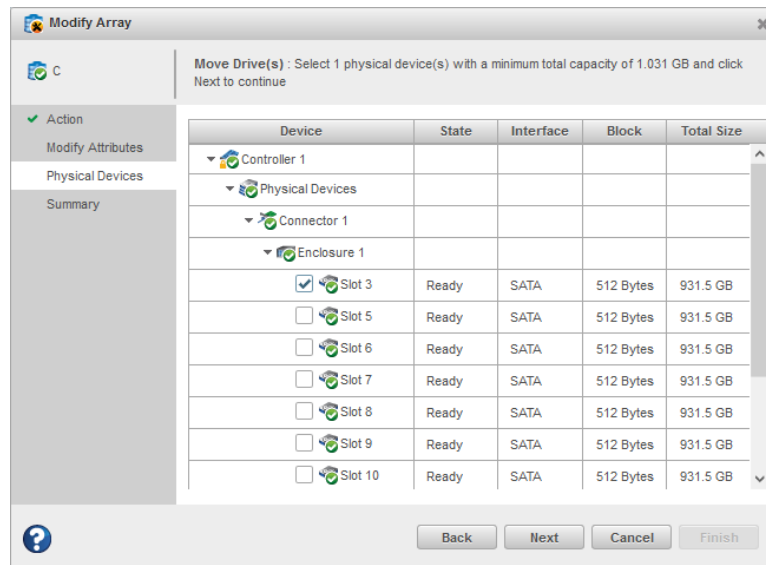 Modify Array
C
Move Drive(s) : Select 1 physical device(s) with a minimum total capacity of 1.031 GB and click
Next to continue
Action
Modify Attributes
Physical Devices
Summary
Device State Interface Block Total Size
Controller 1
Physical Devices
Connector 1
Enclosure 1
Slot 3 Ready SATA 512 Bytes 931.5 GB
Slot 5 Ready SATA 512 Bytes 931.5 GB
Slot 6 Ready SATA 512 Bytes 931.5 GB
Slot 7 Ready SATA 512 Bytes 931.5 GB
Slot 8 Ready SATA 512 Bytes 931.5 GB
Slot 9 Ready SATA 512 Bytes 931.5 GB
Slot 10 Ready SATA 512 Bytes 931.5 GB
? Back Next Cancel Finish